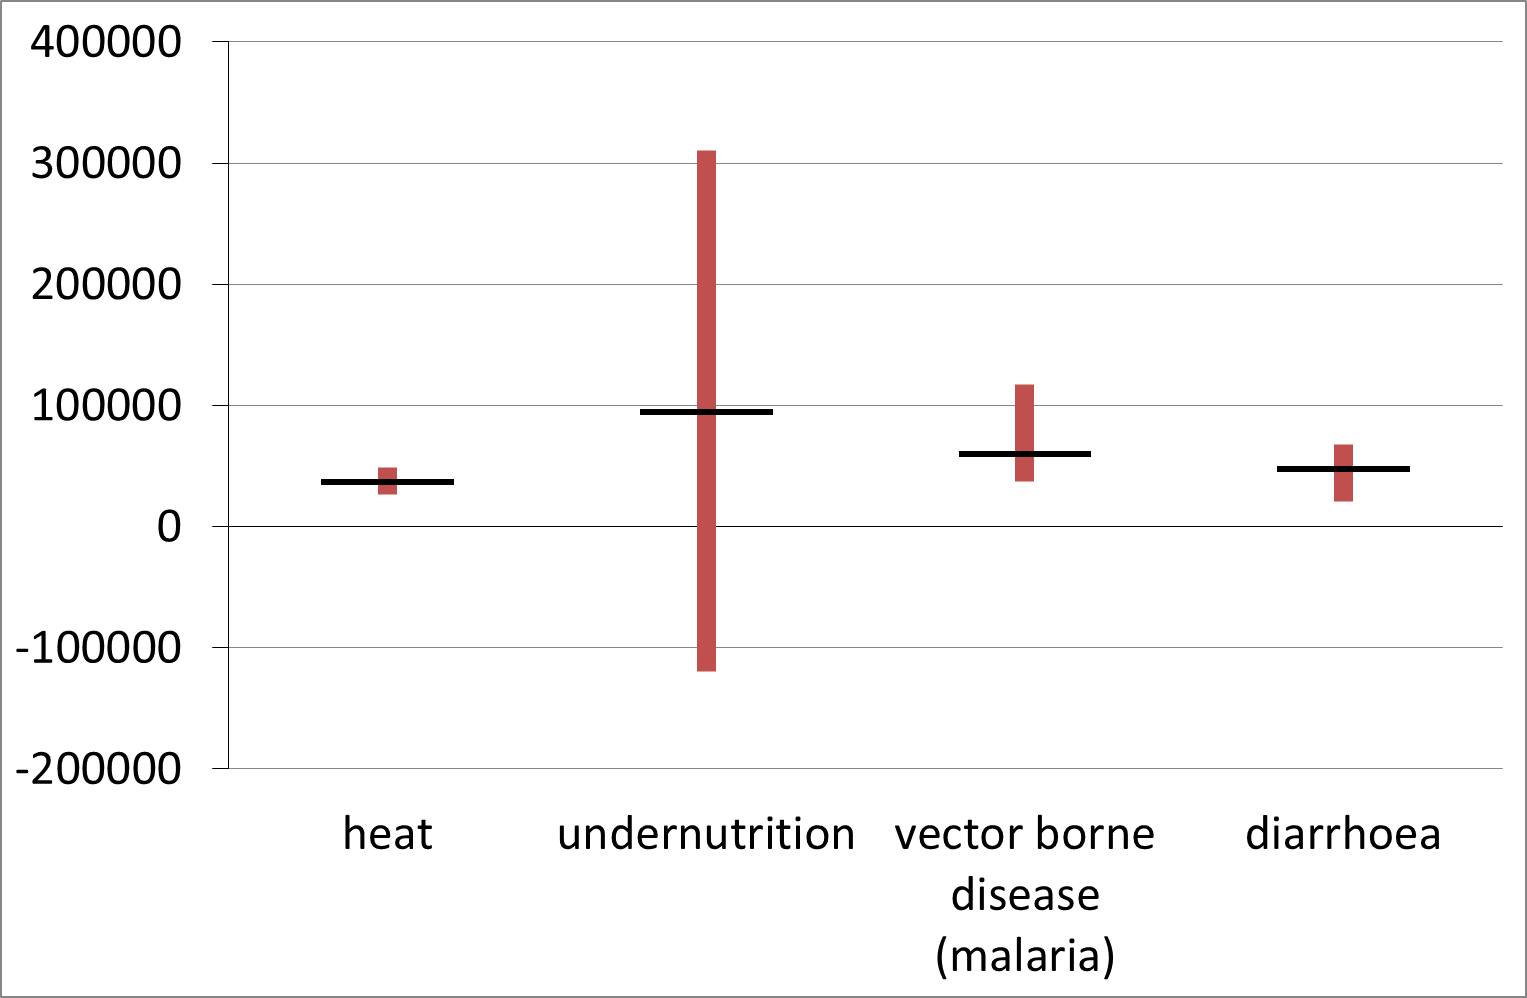 400000
300000
200000
100000
0
-100000
-200000
heat
undernutrition
vector borne
disease
(malaria)
diarrhoea